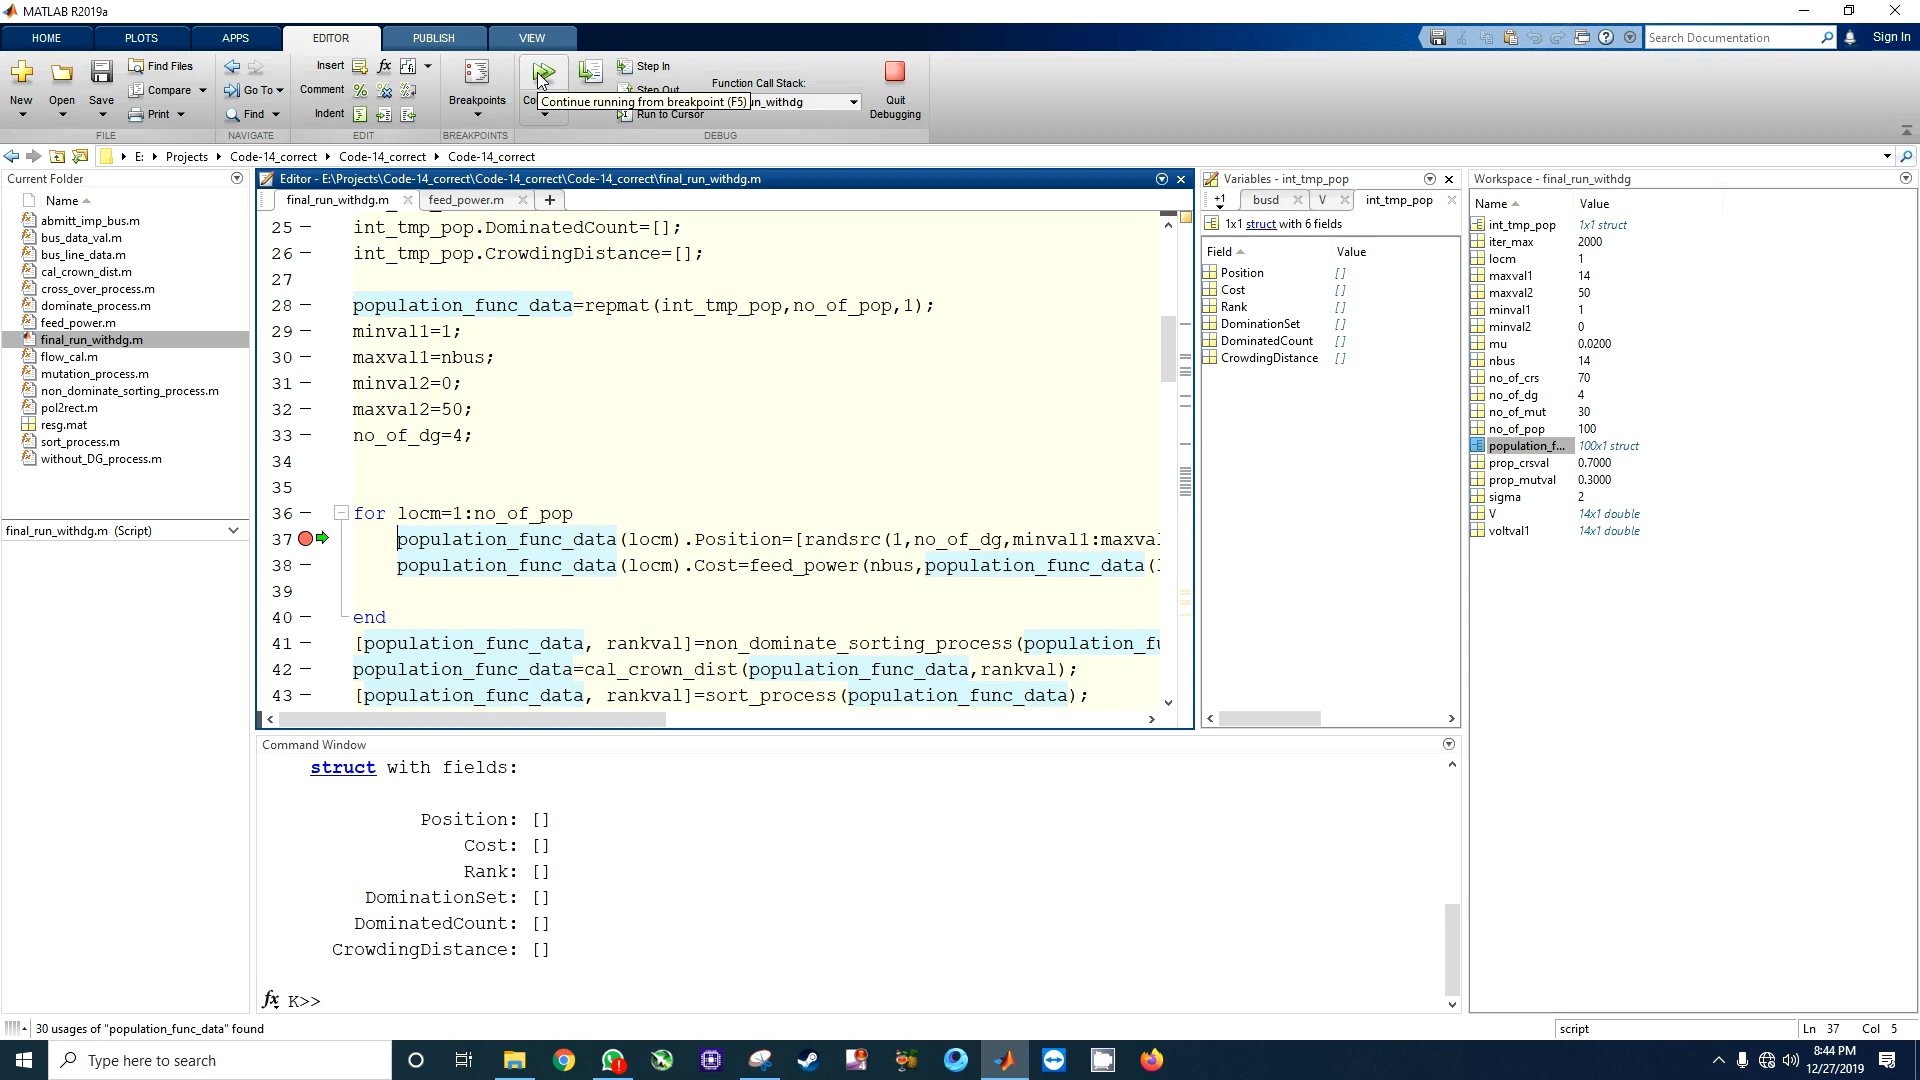 MATLAB R2019a
HOME PLOTS APPS EDITOR PUBLISH VIEW
Search Documentation Sign In
New Open Save Find Files Compare Print
Go To Find
Insert fx
Comment
Indent
Breakpoints
Step In
Run to Cursor
Function Call Stack:
Quit Debugging
Continue running from breakpoint (F5)
FILE NAVIGATE EDIT BREAKPOINTS DEBUG
E: Projects Code-14_correct Code-14_correct Code-14_correct
Current Folder
Name
abmitt_imp_bus.m
bus_data_val.m
bus_line_data.m
cal_crown_dist.m
cross_over_process.m
dominate_process.m
feed_power.m
final_run_withdg.m
flow_cal.m
mutation_process.m
non_dominate_sorting_process.m
pol2rect.m
resg.mat
sort_process.m
without_DG_process.m
final_run_withdg.m (Script)
Editor - E:\Projects\Code-14_correct\Code-14_correct\Code-14_correct\final_run_withdg.m
final_run_withdg.m feed_power.m
25 – int_tmp_pop.DominatedCount=[];
26 – int_tmp_pop.CrowdingDistance=[];
27
28 – population_func_data=repmat(int_tmp_pop,no_of_pop,1);
29 – minval1=1;
30 – maxval1=nbus;
31 – minval2=0;
32 – maxval2=50;
33 – no_of_dg=4;
34
35
36 – for locm=1:no_of_pop
37 population_func_data(locm).Position=[randsrc(1,no_of_dg,minval1:maxval
38 – population_func_data(locm).Cost=feed_power(nbus,population_func_data(
39
40 – end
41 – [population_func_data, rankval]=non_dominate_sorting_process(population_fu
42 – population_func_data=cal_crown_dist(population_func_data,rankval);
43 – [population_func_data, rankval]=sort_process(population_func_data);
Variables - int_tmp_pop
+1 busd V int_tmp_pop
1x1 struct with 6 fields
Field Value
Position []
Cost []
Rank []
DominationSet []
DominatedCount []
CrowdingDistance []
Workspace - final_run_withdg
Name Value
int_tmp_pop 1x1 struct
iter_max 2000
locm 1
maxval1 14
maxval2 50
minval1 1
minval2 0
mu 0.0200
nbus 14
no_of_crs 70
no_of_dg 4
no_of_mut 30
no_of_pop 100
population_f... 100x1 struct
prop_crsval 0.7000
prop_mutval 0.3000
sigma 2
V 14x1 double
voltval1 14x1 double
Command Window
struct with fields:
Position: []
Cost: []
Rank: []
DominationSet: []
DominatedCount: []
CrowdingDistance: []
fx K>>
30 usages of "population_func_data" found
script Ln 37 Col 5
Type here to search
8:44 PM
12/27/2019